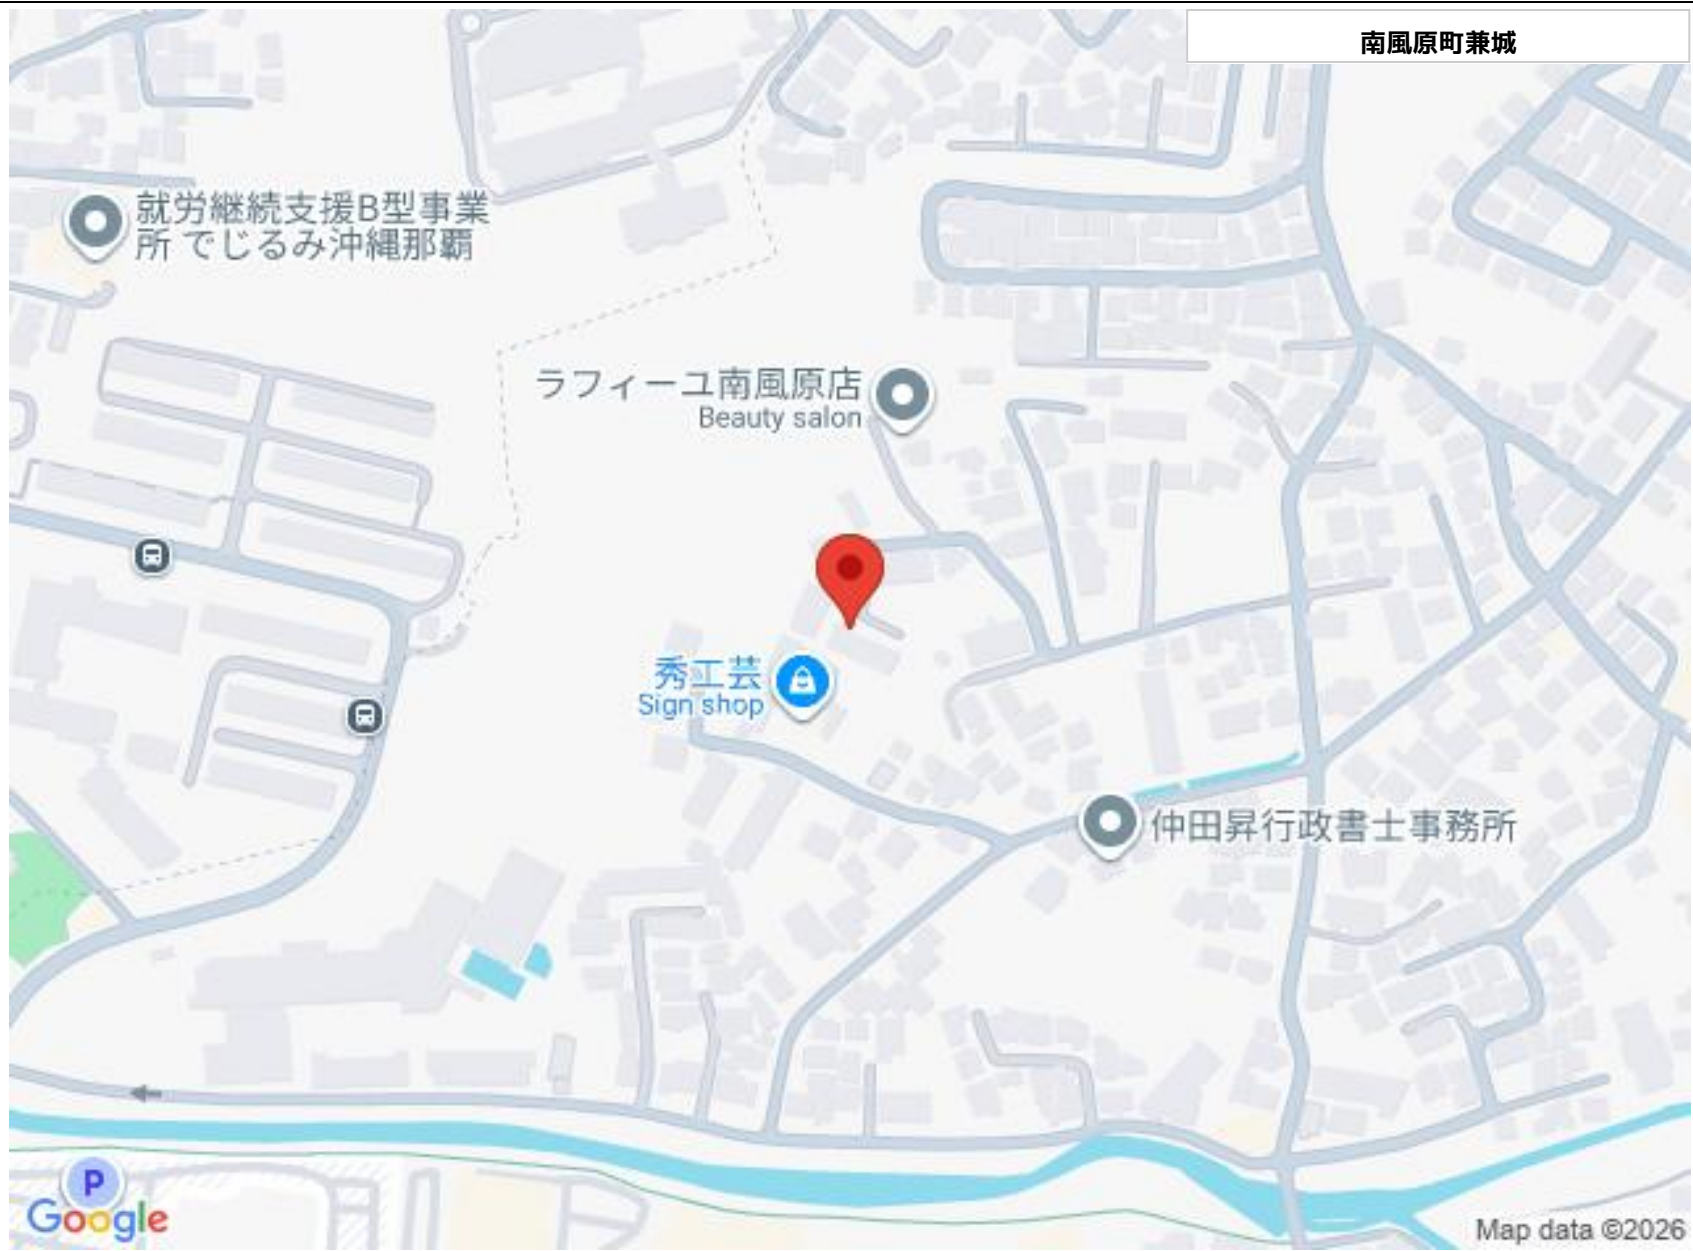 南風原町兼城
就労継続支援B型事業
所 でじるみ沖縄那覇
ラフィーユ南風原店
Beauty salon
秀工芸
Sign shop
仲田昇行政書士事務所
P
Google
Map data ©2026